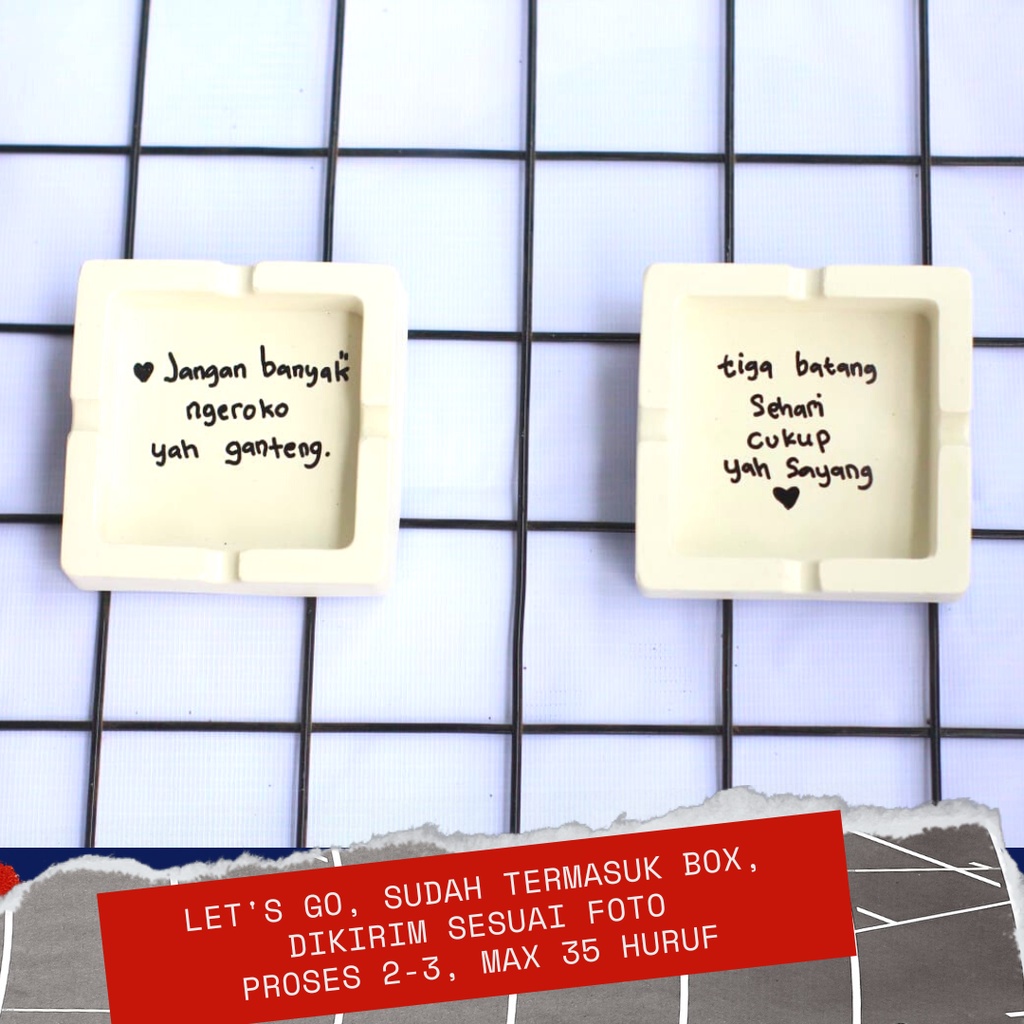 ♥ Jangan banyak"
ngeroko
yah ganteng.
tiga batang
Sehari
cukup
yah Sayang
♥
LET'S GO, SUDAH TERMASUK BOX,
DIKIRIM SESUAI FOTO
PROSES 2-3, MAX 35 HURUF